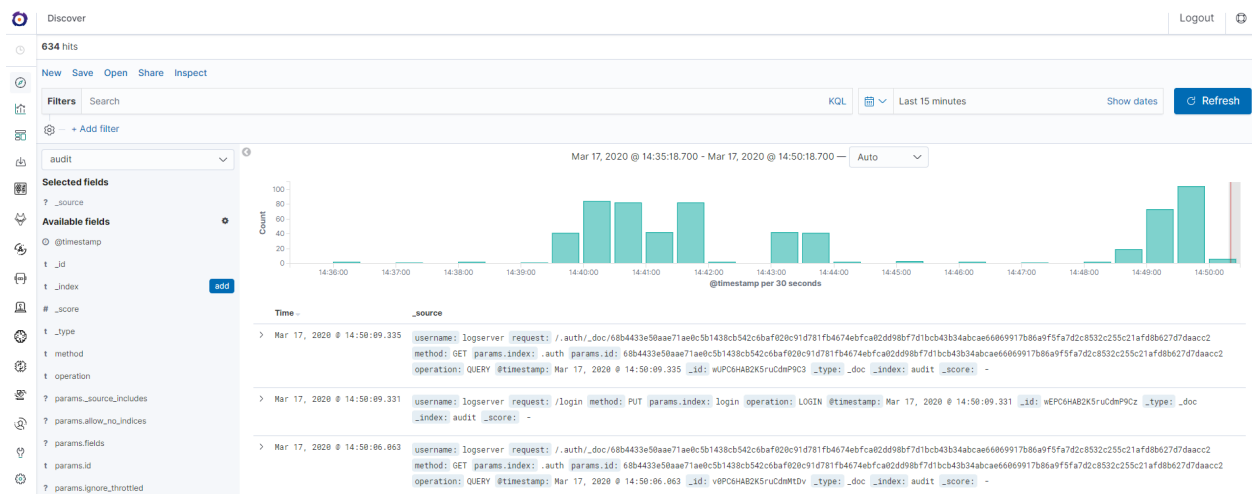 Discover
Logout
634 hits
New Save Open Share Inspect
Filters Search KQL Last 15 minutes Show dates Refresh
+ Add filter
audit
Selected fields
? _source
Available fields
@timestamp
t _id
t _index add
# _score
t _type
t method
t operation
? params._source_includes
? params.allow_no_indices
? params.fields
t params.id
? params.ignore_throttled
Mar 17, 2020 @ 14:35:18.700 - Mar 17, 2020 @ 14:50:18.700 — Auto
Count
100
80
60
40
20
0
14:36:00 14:37:00 14:38:00 14:39:00 14:40:00 14:41:00 14:42:00 14:43:00 14:44:00 14:45:00 14:46:00 14:47:00 14:48:00 14:49:00 14:50:00
@timestamp per 30 seconds
Time _source
Mar 17, 2020 @ 14:50:09.335 username: logserver request: /.auth/_doc/68b4433e50aae71ae0c5b1438cb542c6baf020c91d781fb4674ebfca02dd98bf7d1bcb43b34abcae66069917b86a9f5fa7d2c8532c255c21afd8b627d7daacc2
method: GET params.index: .auth params.id: 68b4433e50aae71ae0c5b1438cb542c6baf020c91d781fb4674ebfca02dd98bf7d1bcb43b34abcae66069917b86a9f5fa7d2c8532c255c21afd8b627d7daacc2
operation: QUERY @timestamp: Mar 17, 2020 @ 14:50:09.335 _id: wUPC6HAB2K5ruCdmP9C3 _type: _doc _index: audit _score: -
Mar 17, 2020 @ 14:50:09.331 username: logserver request: /login method: PUT params.index: login operation: LOGIN @timestamp: Mar 17, 2020 @ 14:50:09.331 _id: wEPC6HAB2K5ruCdmP9Cz _type: _doc
_index: audit _score: -
Mar 17, 2020 @ 14:50:06.063 username: logserver request: /.auth/_doc/68b4433e50aae71ae0c5b1438cb542c6baf020c91d781fb4674ebfca02dd98bf7d1bcb43b34abcae66069917b86a9f5fa7d2c8532c255c21afd8b627d7daacc2
method: GET params.index: .auth params.id: 68b4433e50aae71ae0c5b1438cb542c6baf020c91d781fb4674ebfca02dd98bf7d1bcb43b34abcae66069917b86a9f5fa7d2c8532c255c21afd8b627d7daacc2
operation: QUERY @timestamp: Mar 17, 2020 @ 14:50:06.063 _id: v0PC6HAB2K5ruCdmMtDv _type: _doc _index: audit _score: -